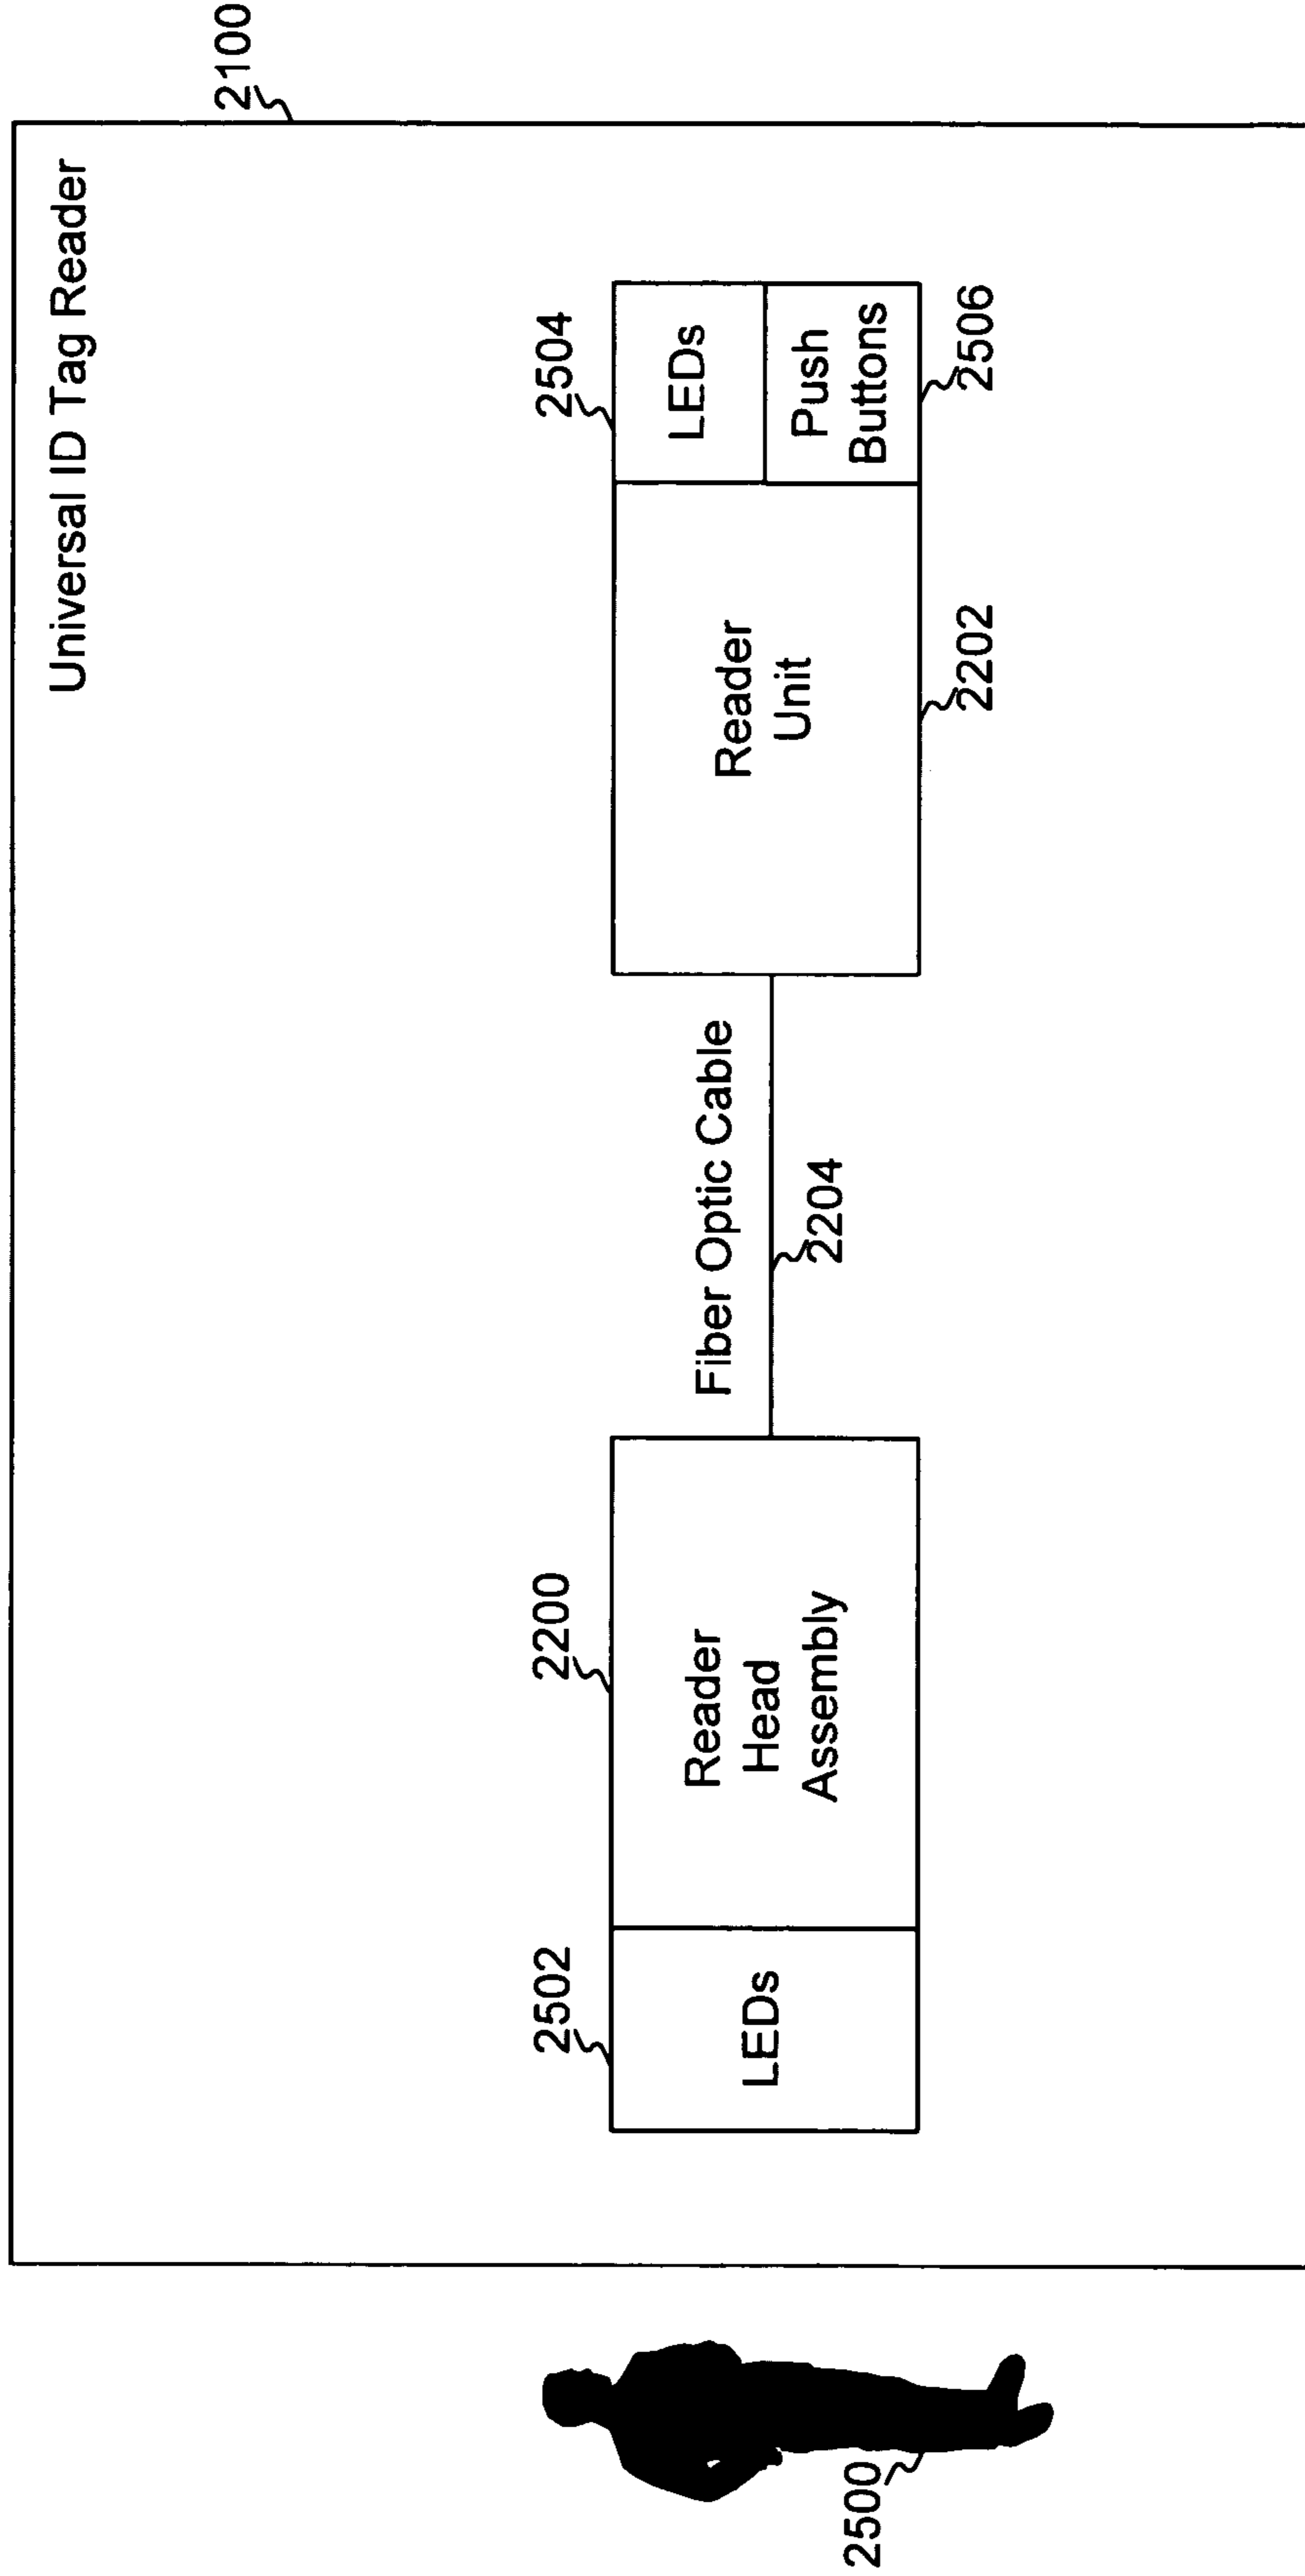 2100
Universal ID Tag Reader
2502
2200
2504
LEDs
Reader
Head
Assembly
Fiber Optic Cable
2204
Reader
Unit
LEDs
Push
Buttons
2500
2202
2506